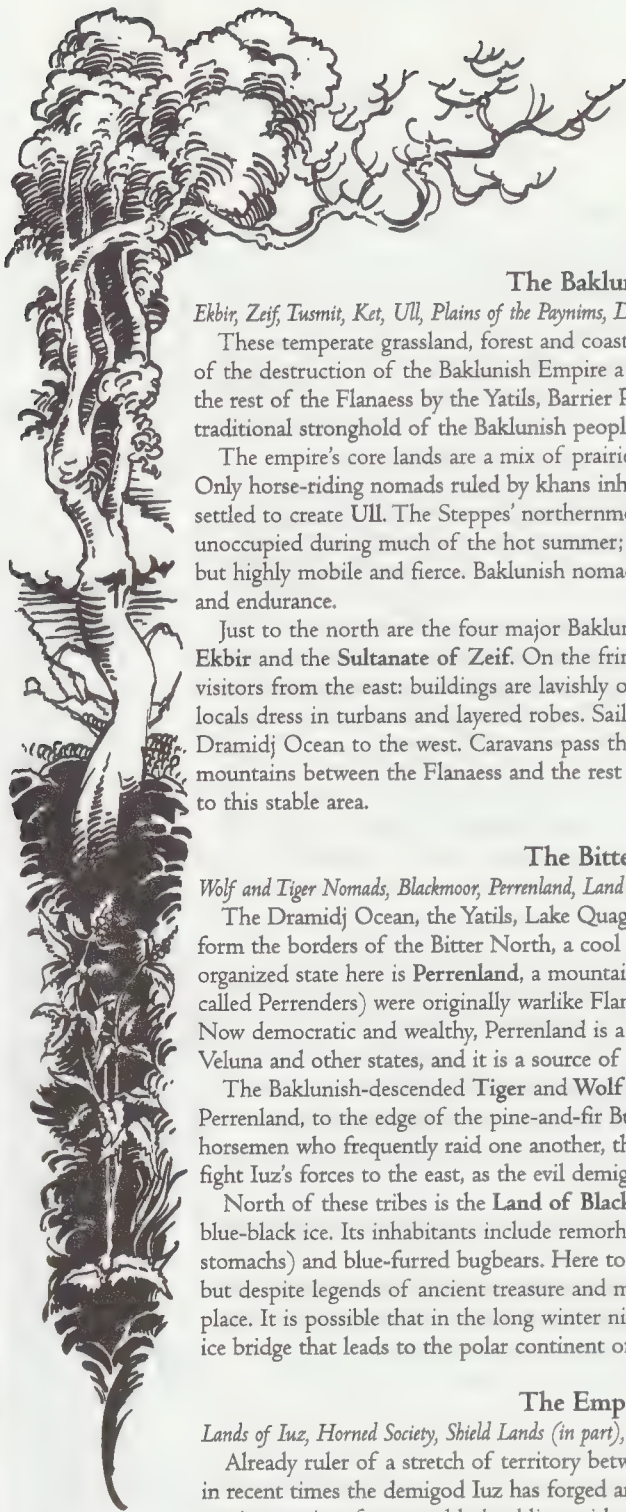 The Baklun
Ekbir, Zeif, Tusmit, Ket, Ull, Plains of the Paynims, D
These temperate grassland, forest and coast
of the destruction of the Baklunish Empire a
the rest of the Flanaess by the Yatils, Barrier P
traditional stronghold of the Baklunish peopl
The empire's core lands are a mix of prairie
Only horse-riding nomads ruled by khans inh
settled to create Ull. The Steppes' northernm
unoccupied during much of the hot summer;
but highly mobile and fierce. Baklunish noma
and endurance.
Just to the north are the four major Baklun
Ekbir and the Sultanate of Zeif. On the frin
visitors from the east: buildings are lavishly o
locals dress in turbans and layered robes. Sail
Dramidj Ocean to the west. Caravans pass th
mountains between the Flanaess and the rest
to this stable area.
The Bitte
Wolf and Tiger Nomads, Blackmoor, Perrenland, Land
The Dramidj Ocean, the Yatils, Lake Quag
form the borders of the Bitter North, a cool
organized state here is Perrenland, a mountai
called Perrenders) were originally warlike Flan
Now democratic and wealthy, Perrenland is a
Veluna and other states, and it is a source of
The Baklunish-descended Tiger and Wolf
Perrenland, to the edge of the pine-and-fir Bu
horsemen who frequently raid one another, th
fight Iuz's forces to the east, as the evil demig
North of these tribes is the Land of Black
blue-black ice. Its inhabitants include remorh
stomachs) and blue-furred bugbears. Here to
but despite legends of ancient treasure and m
place. It is possible that in the long winter ni
ice bridge that leads to the polar continent of
The Emp
Lands of Iuz, Horned Society, Shield Lands (in part),
Already ruler of a stretch of territory betw
in recent times the demigod Iuz has forged an